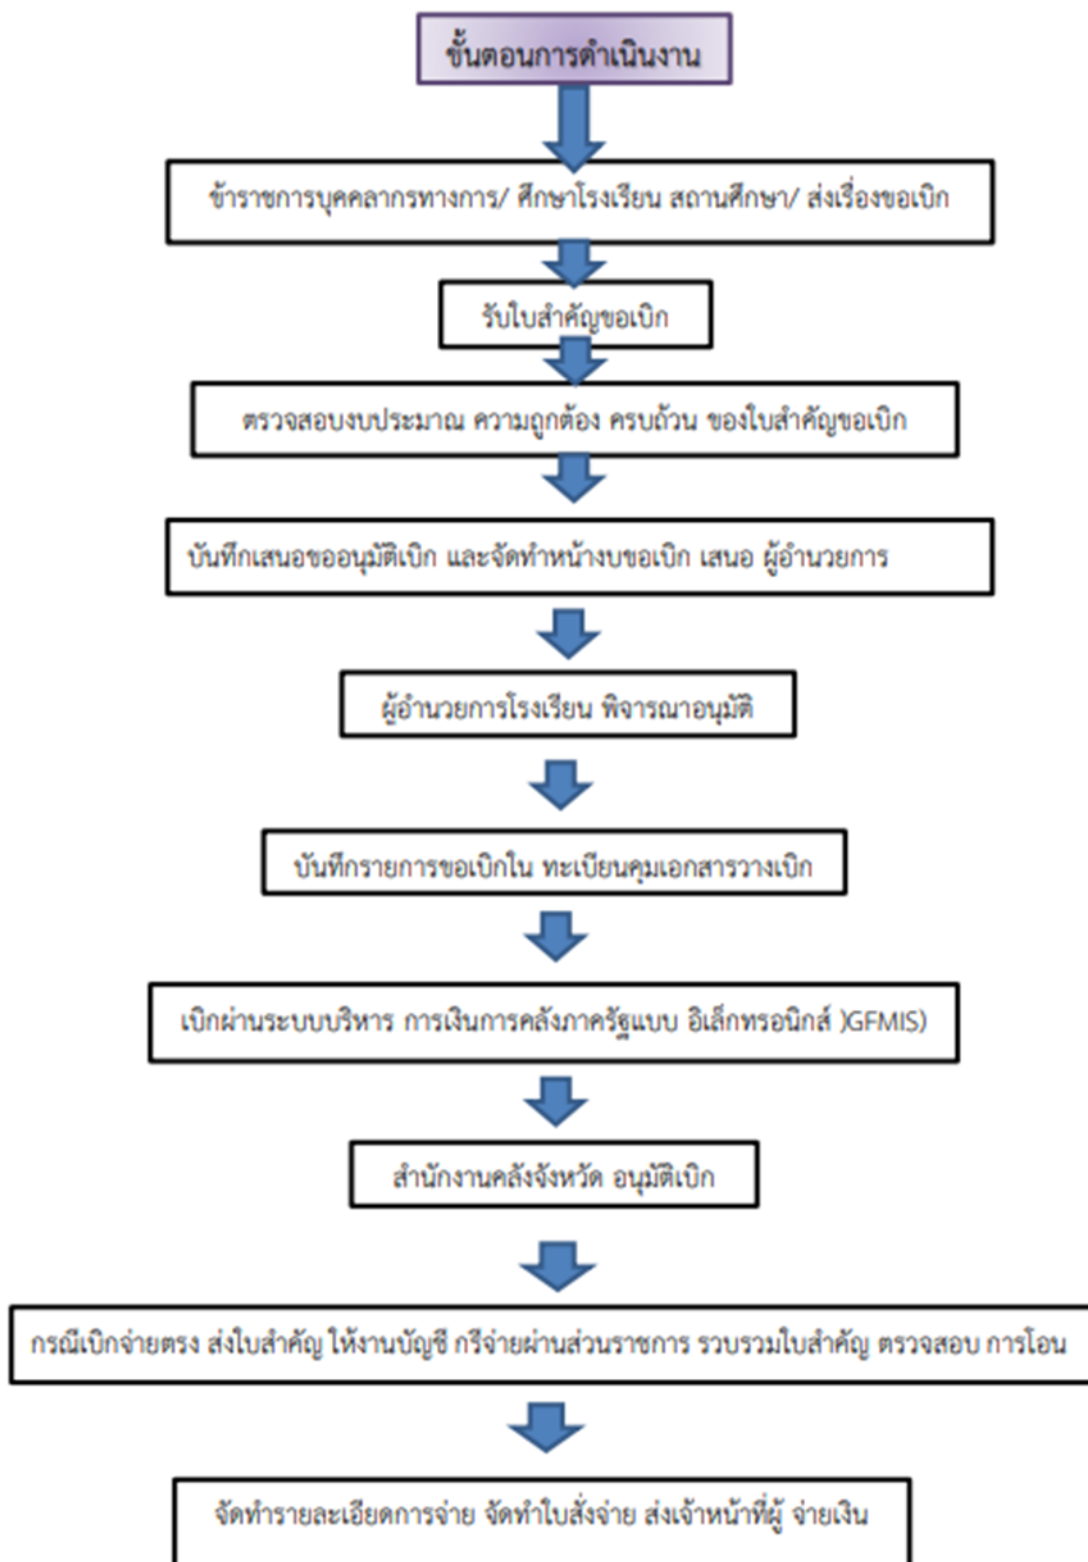 ขั้นตอนการดำเนินงาน
ข้าราชการบุคคลากรทางการ/ ศึกษาโรงเรียน สถานศึกษา/ ส่งเรื่องขอเบิก
รับใบสำคัญขอเบิก
ตรวจสอบงบประมาณ ความถูกต้อง ครบถ้วน ของใบสำคัญขอเบิก
บันทึกเสนอขออนุมัติเบิก และจัดทำหน้างบขอเบิก เสนอ ผู้อำนวยการ
ผู้อำนวยการโรงเรียน พิจารณาอนุมัติ
บันทึกรายการขอเบิกใน ทะเบียนคุมเอกสารวางเบิก
เบิกผ่านระบบบริหาร การเงินการคลังภาครัฐแบบ อิเล็กทรอนิกส์ )GFMIS)
สำนักงานคลังจังหวัด อนุมัติเบิก
กรณีเบิกจ่ายตรง ส่งใบสำคัญ ให้งานบัญชี กรีจ่ายผ่านส่วนราชการ รวบรวมใบสำคัญ ตรวจสอบ การโอน
จัดทำรายละเอียดการจ่าย จัดทำใบสั่งจ่าย ส่งเจ้าหน้าที่ผู้ จ่ายเงิน